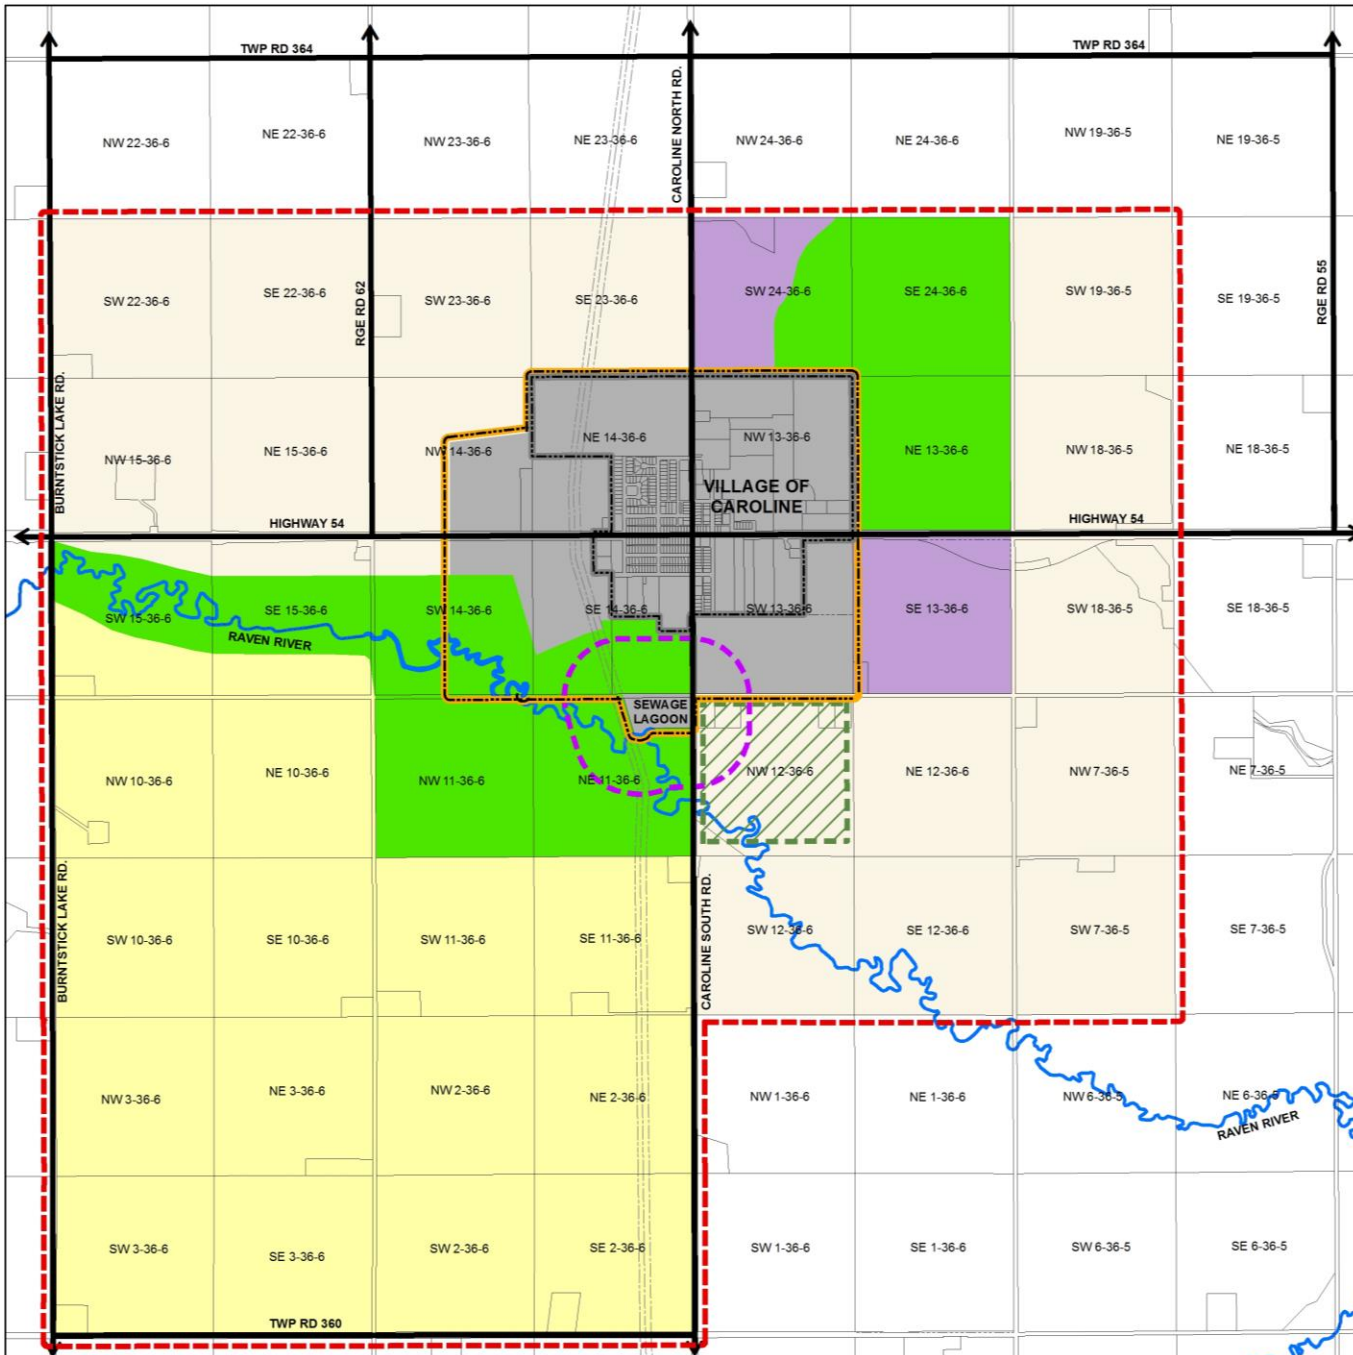 TWP RD 364
TWP RD 364
CAROLINE NORTH RD.
NW 22-36-6
NE 22-36-6
NW 23-36-6
NE 23-36-6
NW 24-36-6
NE 24-36-6
NW 19-36-5
NE 19-36-5
RGE RD 62
RGE RD 55
SW 22-36-6
SE 22-36-6
SW 23-36-6
SE 23-36-6
SW 24-36-6
SE 24-36-6
SW 19-36-5
SE 19-36-5
BURNTSTICK LAKE RD.
NW 15-36-6
NE 15-36-6
NW 14-36-6
NE 14-36-6
NW 13-36-6
NE 13-36-6
NW 18-36-5
NE 18-36-5
VILLAGE OF
CAROLINE
HIGHWAY 54
HIGHWAY 54
SW 15-36-6
SE 15-36-6
SW 14-36-6
SE 14-36-6
SW 13-36-6
SE 13-36-6
SW 18-36-5
SE 18-36-5
RAVEN RIVER
SEWAGE
LAGOON
NW 10-36-6
NE 10-36-6
NW 11-36-6
NE 11-36-6
NW 12-36-6
NE 12-36-6
NW 7-36-5
NE 7-36-5
BURNTSTICK LAKE RD.
CAROLINE SOUTH RD.
SW 10-36-6
SE 10-36-6
SW 11-36-6
SE 11-36-6
SW 12-36-6
SE 12-36-6
SW 7-36-5
SE 7-36-5
NW 3-36-6
NE 3-36-6
NW 2-36-6
NE 2-36-6
NW 1-36-6
NE 1-36-6
NW 6-36-5
NE 6-36-5
RAVEN RIVER
SW 3-36-6
SE 3-36-6
SW 2-36-6
SE 2-36-6
SW 1-36-6
SE 1-36-6
SW 6-36-5
SE 6-36-5
TWP RD 360